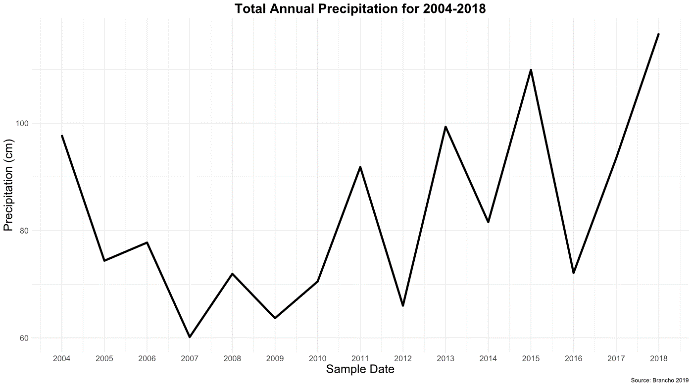 Total Annual Precipitation for 2004-2018
Precipitation (cm)
100
80
60
2004 2005 2006 2007 2008 2009 2010 2011 2012 2013 2014 2015 2016 2017 2018
Sample Date
Source: Brancho 2019